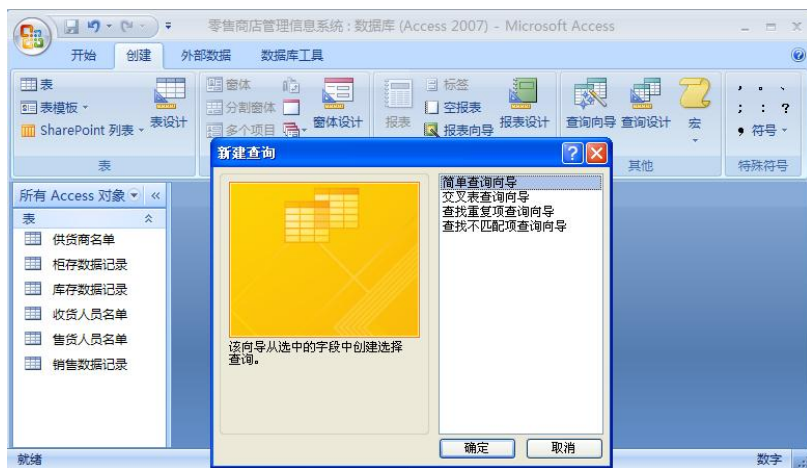 零售商店管理信息系统 : 数据库 (Access 2007) - Microsoft Access
开始 创建 外部数据 数据库工具
表
表模板
SharePoint 列表
表设计
窗体
分割窗体
多个项目
窗体设计
报表
标签
空报表
报表向导
报表设计
查询向导
查询设计
宏
, 。 、
; : ?
符号
表
其他
特殊符号
新建查询
所有 Access 对象
表
供货商名单
柜存数据记录
库存数据记录
收货人员名单
售货人员名单
销售数据记录
简单查询向导
交叉表查询向导
查找重复项查询向导
查找不匹配项查询向导
该向导从选中的字段中创建选择
查询。
确定
取消
就绪
数字